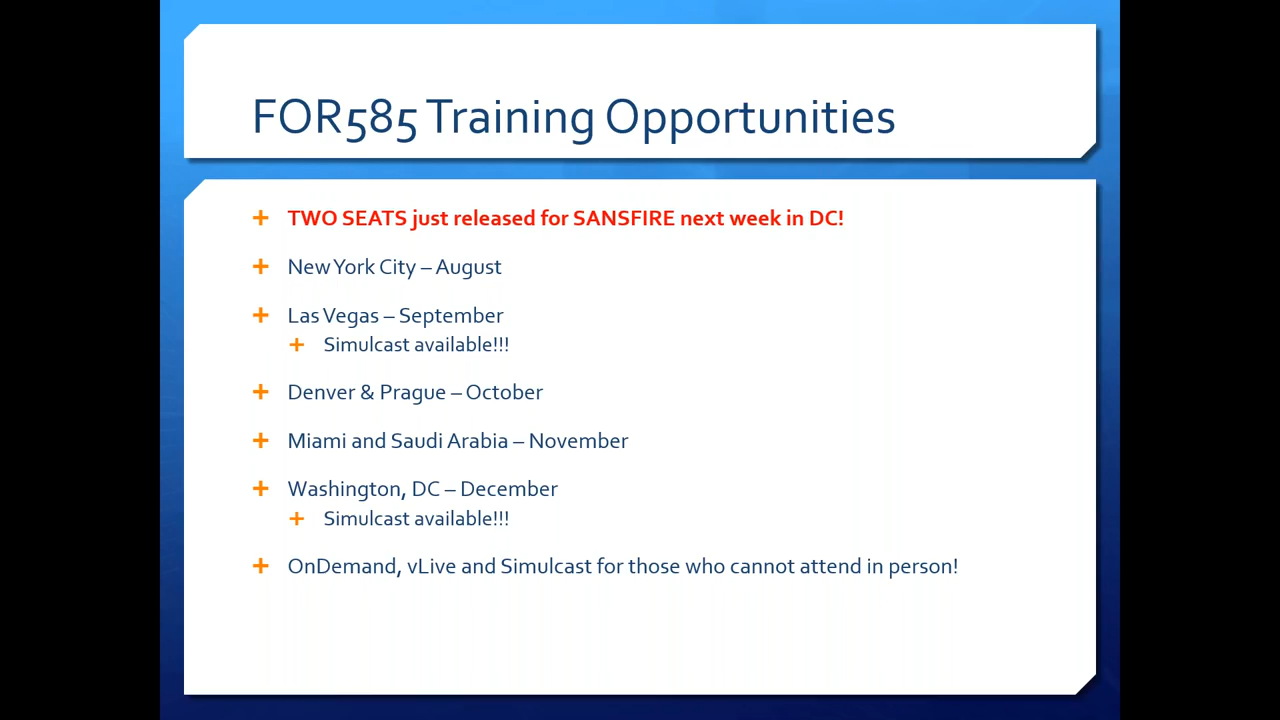 FOR585 Training Opportunities
TWO SEATS just released for SANSFIRE next week in DC!
New York City – August
Las Vegas – September
Simulcast available!!!
Denver & Prague – October
Miami and Saudi Arabia – November
Washington, DC – December
Simulcast available!!!
OnDemand, vLive and Simulcast for those who cannot attend in person!